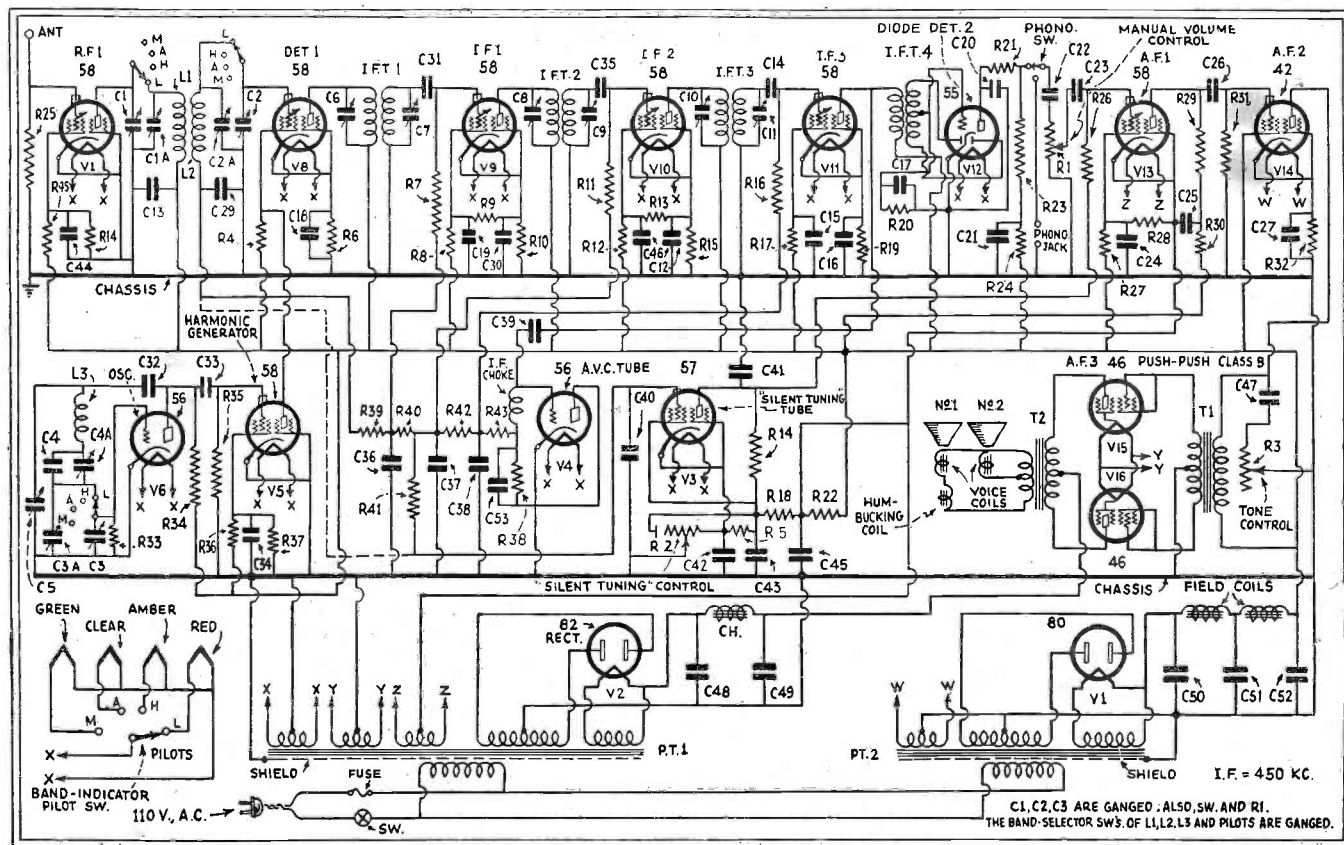 ANT
R.F.1
58
M
A
H
L
L1
L
H
A
M
DET 1
58
I.F.T 1
C31
I.F1
58
I.F.T.2
C35
I.F 2
58
I.F.T.3
C14
I.F.3
58
DIODE DET.2
I.F.T.4
C20
R21
PHONO.
SW.
C22
MANUAL VOLUME
CONTROL
C23
A.F.1
58
C26
A.F.2
42
R25
C1
C2
C6
C7
C8
C9
C10
C11
55
R26
R29
R31
V1
C1A
C2A
L2
V8
V9
V10
V11
V12
R1
V13
V14
R45
X X
C13
C29
X X
R7
X X
R11
X X
R16
X X
C17
X X
R23
Z Z
W W
R14
C44
R4
C18
R6
R8
R9
C19
C30
R10
R12
R13
C46
C12
R15
R17
C15
C16
R19
R20
C21
R24
PHONO
JACK
R28
C25
R30
R27
C24
C27
R32
CHASSIS
HARMONIC
GENERATOR
C39
L3
OSC.
C32
C33
56
R35
58
I.F.
CHOKE
56
A.V.C. TUBE
57
C41
"SILENT
TUNING"
TUBE
A.F.3
46
PUSH-PUSH CLASS B
C47
C4
C4A
R39
R40
R42
R43
C40
R14
No.1
No.2
T2
T1
R3
V6
V5
C36
V4
V3
V15
Y
Y
V16
A
H
L
M
X X
R34
X X
R41
C37
C38
C53
X X
R38
X X
R18
R22
VOICE
COILS
HUM-
BUCKING
COIL
TONE
CONTROL
R33
R36
C34
R37
R2
R5
C42
C43
C45
46
C3A
C3
C5
"SILENT TUNING" CONTROL
CHASSIS
FIELD COILS
GREEN
CLEAR
AMBER
RED
82
RECT.
CH.
80
V2
C48
C49
V1
C50
C51
C52
A
H
M
L
X
X
Y
Y
Z
Z
W
W
X
PILOTS
X
SHIELD
P.T.1
PT.2
SHIELD
I.F. = 450 KC.
BAND-INDICATOR
PILOT SW.
FUSE
110 V., A.C.
SW.
C1,C2,C3 ARE GANGED; ALSO, SW. AND R1.
THE BAND-SELECTOR SW'S. OF L1,L2,L3 AND PILOTS ARE GANGED.